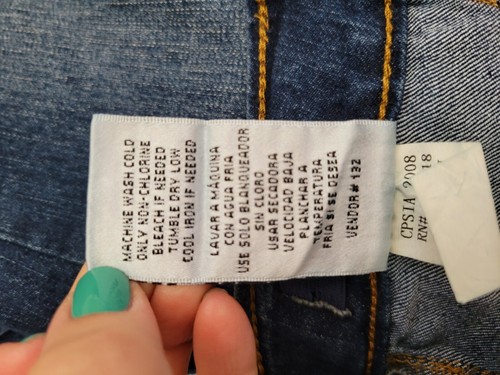 MACHINE WASH COLD
ONLY NON-CHLORINE
BLEACH IF NEEDED
TUMBLE DRY LOW
COOL IRON IF NEEDED
LAVAR A MÁQUINA
CON AGUA FRIA
USE SOLO BLANQUEADOR
SIN CLORO
USAR SECADORA
VELOCIDAD BAJA
PLANCHAR A
TEMPERATURA
FRIA SI SE DESEA
VENDOR# 132
CPSIA 2008
RN# 18